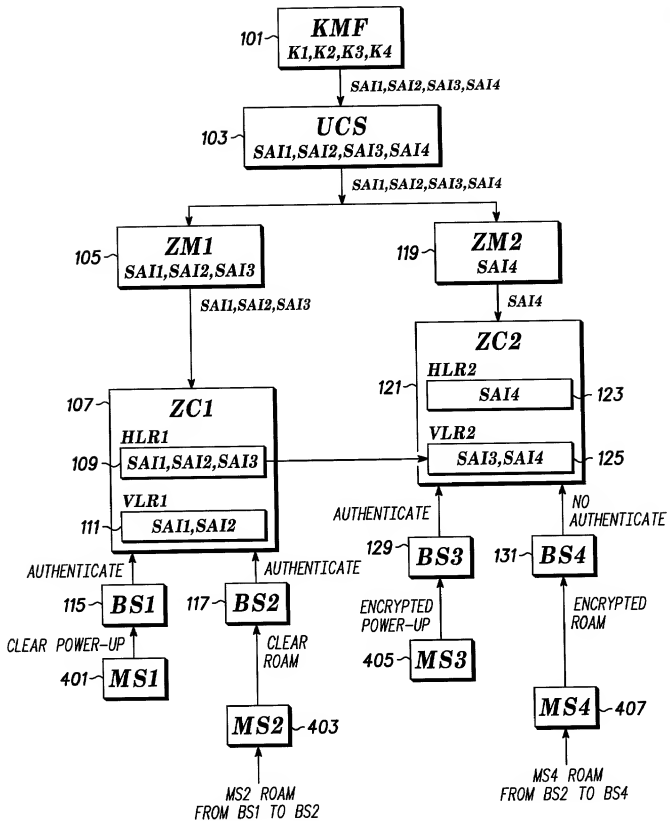 KMF
K1,K2,K3,K4
101
SAI1,SAI2,SAI3,SAI4
UCS
SAI1,SAI2,SAI3,SAI4
103
SAI1,SAI2,SAI3,SAI4
ZM1
SAI1,SAI2,SAI3
105
ZM2
SAI4
119
SAI1,SAI2,SAI3
SAI4
ZC2
121
HLR2
SAI4
123
VLR2
SAI3,SAI4
125
107
ZC1
HLR1
109
SAI1,SAI2,SAI3
VLR1
111
SAI1,SAI2
AUTHENTICATE
NO
AUTHENTICATE
129
BS3
131
BS4
AUTHENTICATE
AUTHENTICATE
115
BS1
117
BS2
ENCRYPTED
POWER-UP
ENCRYPTED
ROAM
CLEAR POWER-UP
CLEAR
ROAM
401
MS1
405
MS3
MS2
403
MS4
407
MS2 ROAM
FROM BS1 TO BS2
MS4 ROAM
FROM BS2 TO BS4